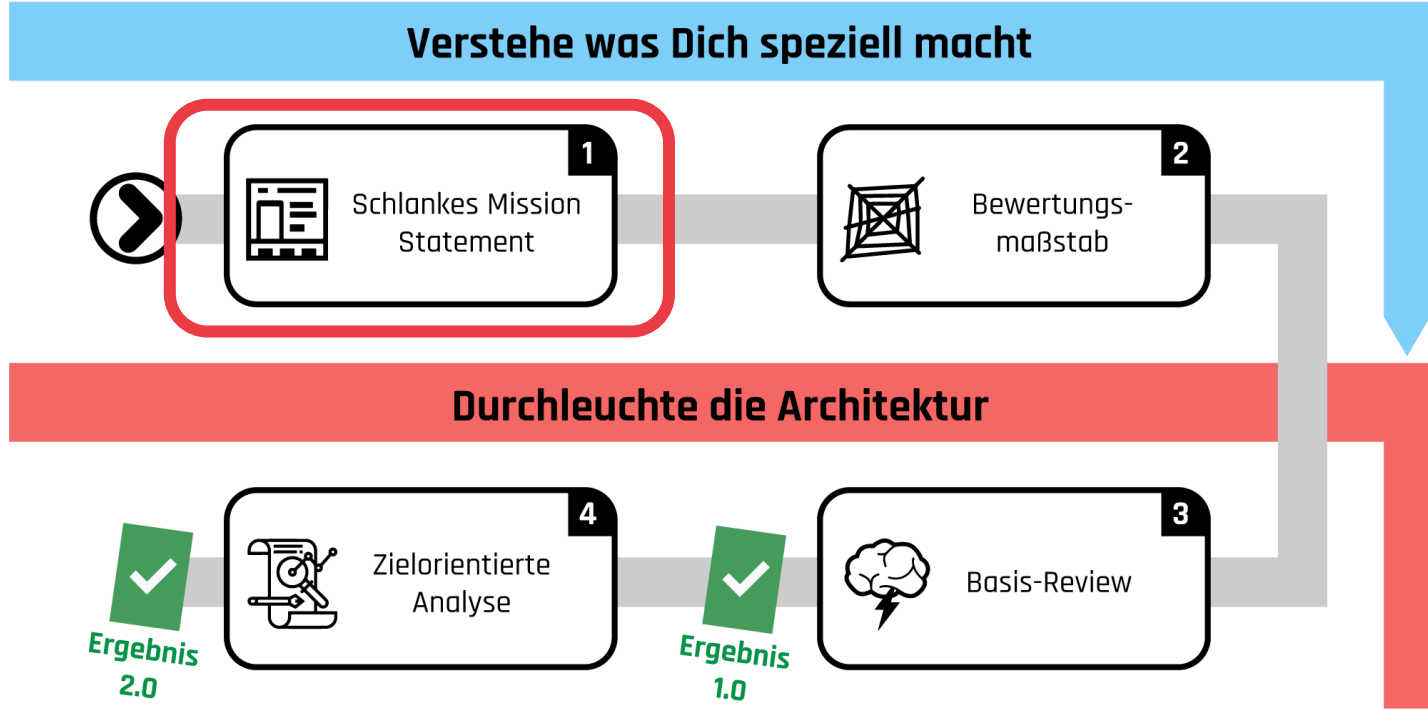 Verstehe was Dich speziell macht
1
Schlankes Mission
Statement
2
Bewertungs-
maßstab
Durchleuchte die Architektur
4
Zielorientierte
Analyse
Ergebnis
2.0
3
Basis-Review
Ergebnis
1.0